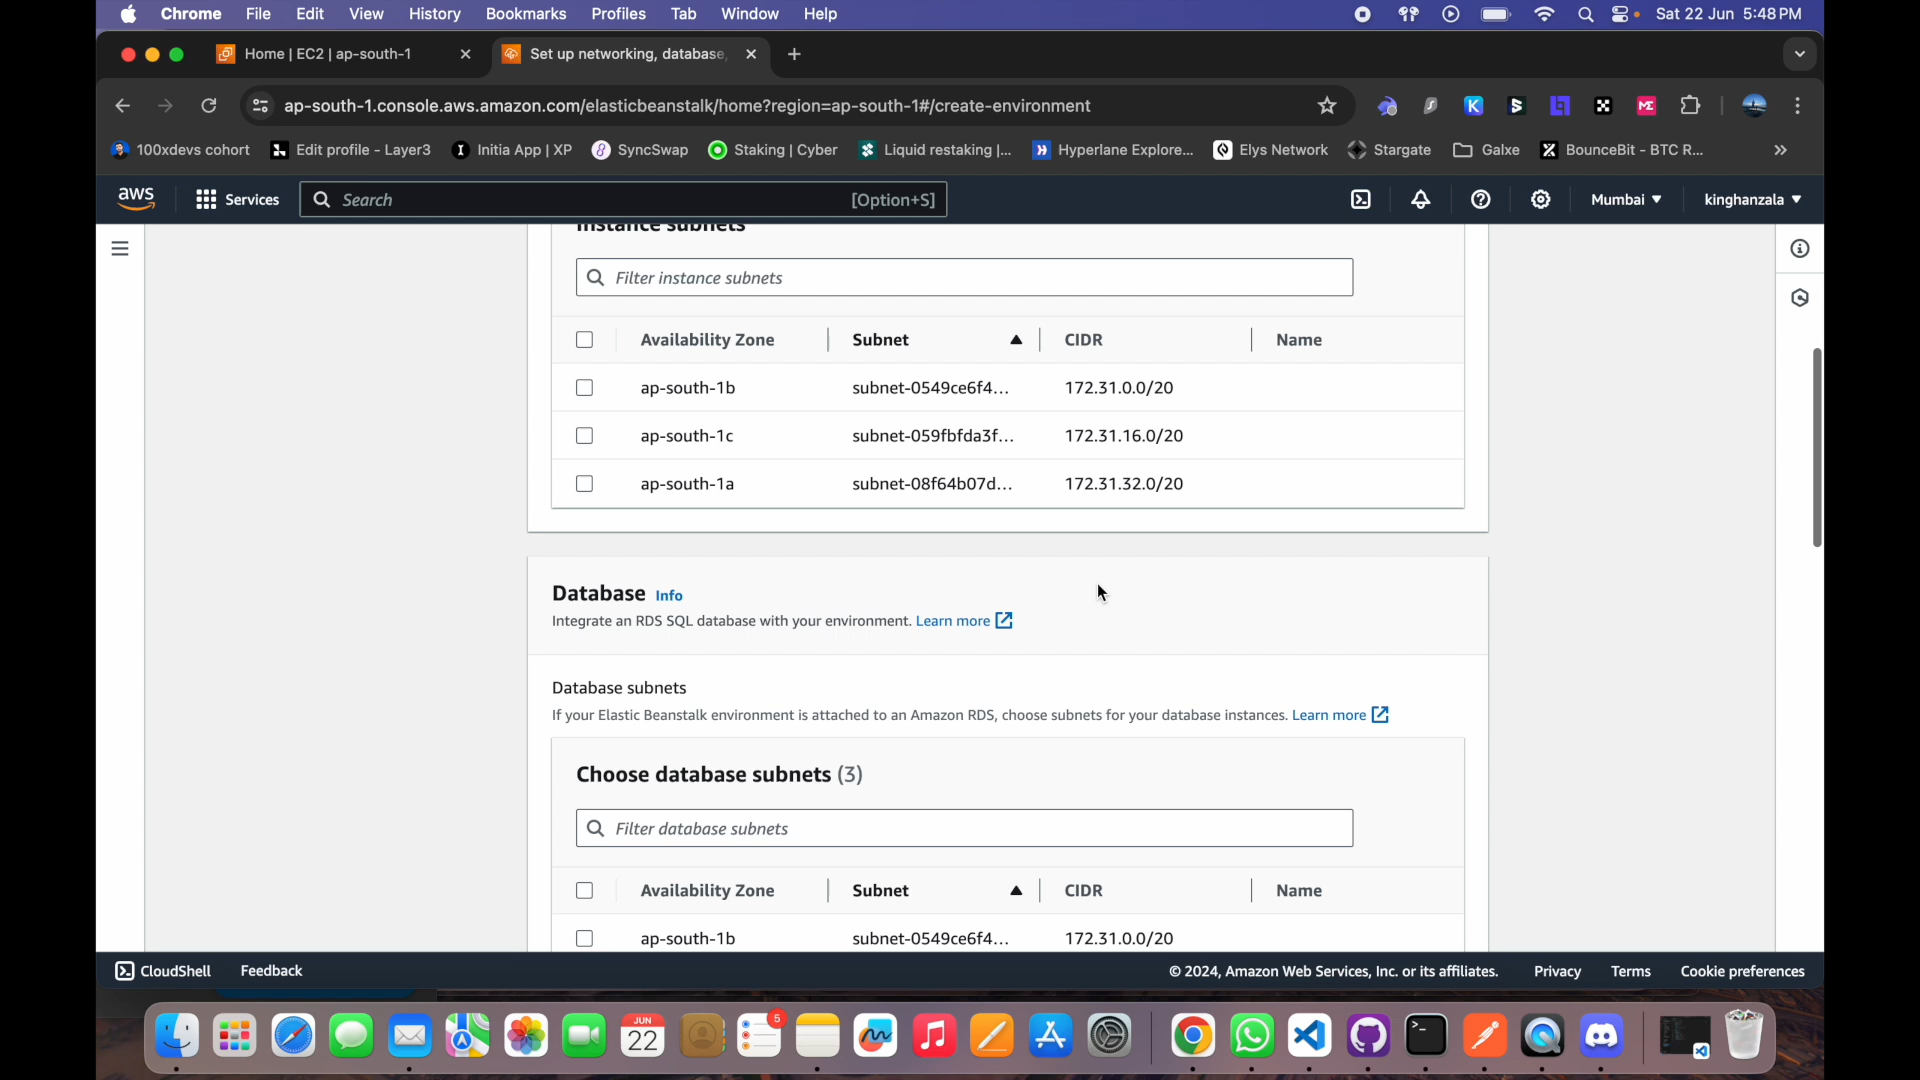 Chrome File Edit View History Bookmarks Profiles Tab Window Help Sat 22 Jun 5:48 PM
Home | EC2 | ap-south-1 Set up networking, database,
ap-south-1.console.aws.amazon.com/elasticbeanstalk/home?region=ap-south-1#/create-environment
100xdevs cohort Edit profile - Layer3 Initia App | XP SyncSwap Staking | Cyber Liquid restaking |... Hyperlane Explore... Elys Network Stargate Galxe BounceBit - BTC R...
aws Services Search [Option+S] Mumbai kinghanzala
Instance subnets
Filter instance subnets
Availability Zone Subnet CIDR Name
ap-south-1b subnet-0549ce6f4... 172.31.0.0/20
ap-south-1c subnet-059fbfda3f... 172.31.16.0/20
ap-south-1a subnet-08f64b07d... 172.31.32.0/20
Database Info
Integrate an RDS SQL database with your environment. Learn more
Database subnets
If your Elastic Beanstalk environment is attached to an Amazon RDS, choose subnets for your database instances. Learn more
Choose database subnets (3)
Filter database subnets
Availability Zone Subnet CIDR Name
ap-south-1b subnet-0549ce6f4... 172.31.0.0/20
CloudShell Feedback © 2024, Amazon Web Services, Inc. or its affiliates. Privacy Terms Cookie preferences
JUN 5
22